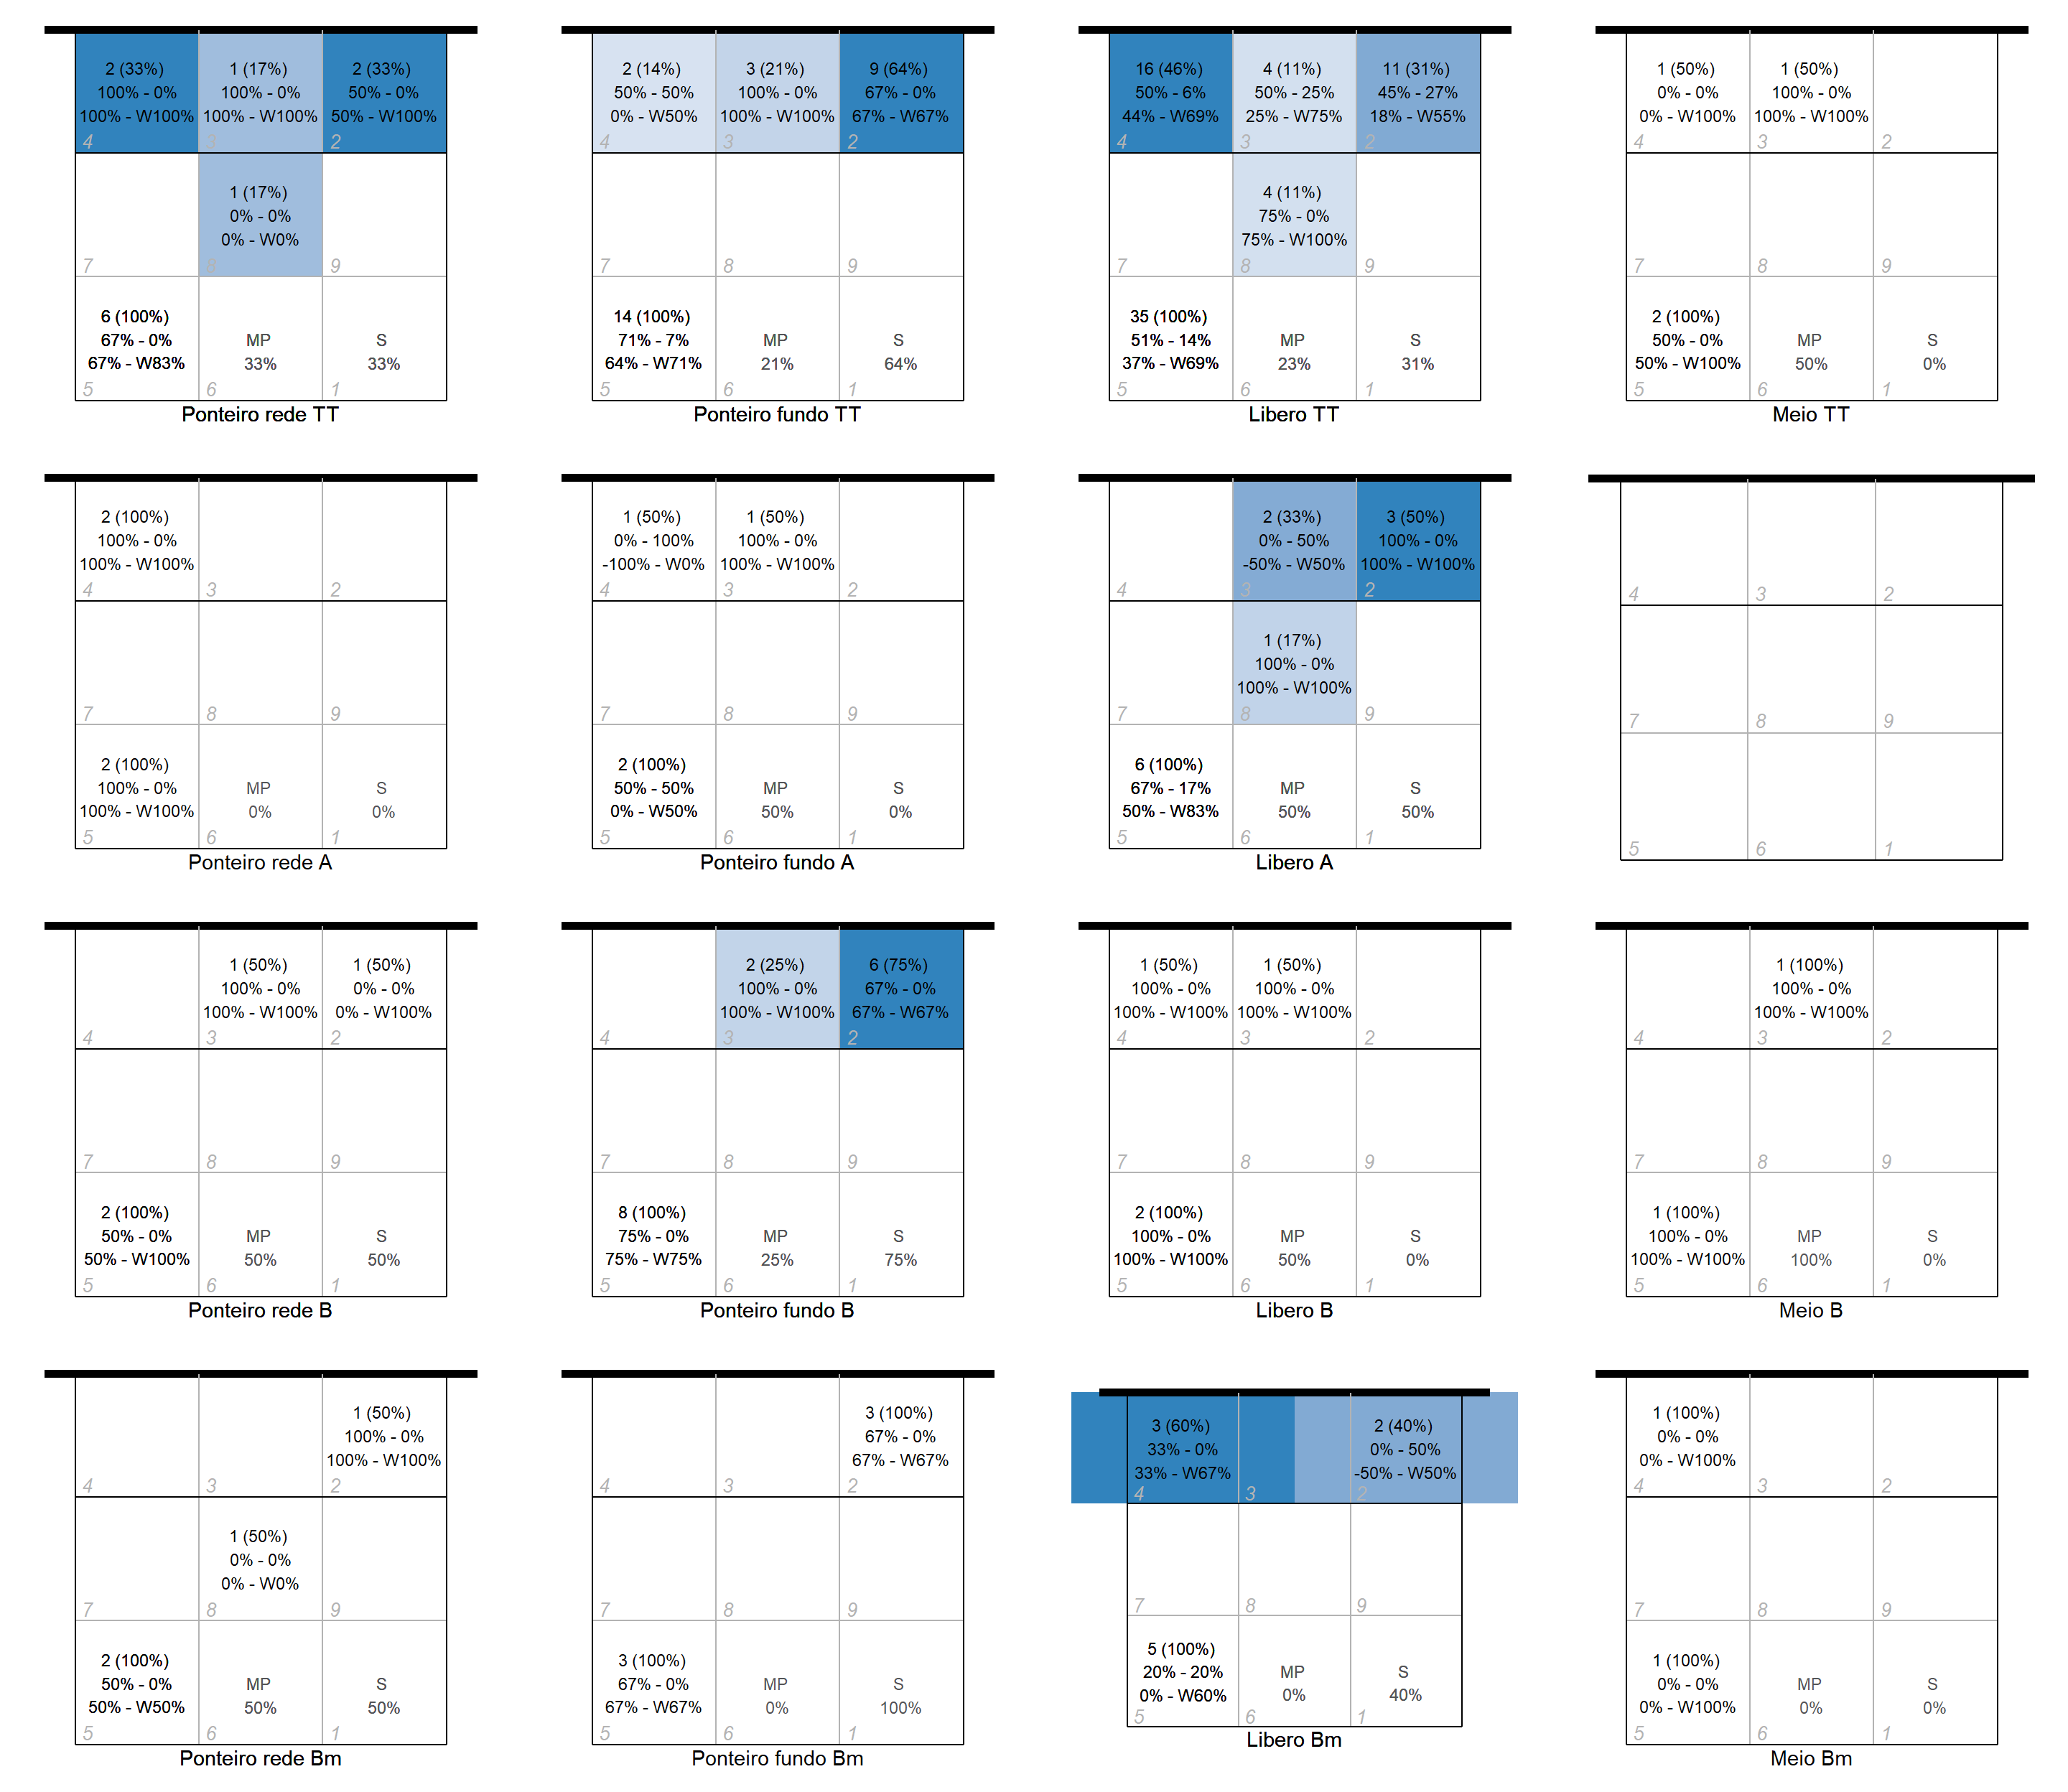 2 (33%)
100% - 0%
100% - W100%
4
1 (17%)
100% - 0%
100% - W100%
3
2 (33%)
50% - 0%
50% - W100%
2
7
1 (17%)
0% - 0%
0% - W0%
8
9
6 (100%)
67% - 0%
67% - W83%
5
MP
33%
6
S
33%
1
Ponteiro rede TT
2 (14%)
50% - 50%
0% - W50%
4
3 (21%)
100% - 0%
100% - W100%
3
9 (64%)
67% - 0%
67% - W67%
2
7
8
9
14 (100%)
71% - 7%
64% - W71%
5
MP
21%
6
S
64%
1
Ponteiro fundo TT
16 (46%)
50% - 6%
44% - W69%
4
4 (11%)
50% - 25%
25% - W75%
3
11 (31%)
45% - 27%
18% - W55%
2
7
4 (11%)
75% - 0%
75% - W100%
8
9
35 (100%)
51% - 14%
37% - W69%
5
MP
23%
6
S
31%
1
Libero TT
1 (50%)
0% - 0%
0% - W100%
4
1 (50%)
100% - 0%
100% - W100%
3
2
7
8
9
2 (100%)
50% - 0%
50% - W100%
5
MP
50%
6
S
0%
1
Meio TT
2 (100%)
100% - 0%
100% - W100%
4
3
2
7
8
9
2 (100%)
100% - 0%
100% - W100%
5
MP
0%
6
S
0%
1
Ponteiro rede A
1 (50%)
0% - 100%
-100% - W0%
4
1 (50%)
100% - 0%
100% - W100%
3
2
7
8
9
2 (100%)
50% - 50%
0% - W50%
5
MP
50%
6
S
0%
1
Ponteiro fundo A
4
2 (33%)
0% - 50%
-50% - W50%
3
3 (50%)
100% - 0%
100% - W100%
2
7
1 (17%)
100% - 0%
100% - W100%
8
9
6 (100%)
67% - 17%
50% - W83%
5
MP
50%
6
S
50%
1
Libero A
4
3
2
7
8
9
5
6
1
4
1 (50%)
100% - 0%
100% - W100%
3
1 (50%)
0% - 0%
0% - W100%
2
7
8
9
2 (100%)
50% - 0%
50% - W100%
5
MP
50%
6
S
50%
1
Ponteiro rede B
4
2 (25%)
100% - 0%
100% - W100%
3
6 (75%)
67% - 0%
67% - W67%
2
7
8
9
8 (100%)
75% - 0%
75% - W75%
5
MP
25%
6
S
75%
1
Ponteiro fundo B
1 (50%)
100% - 0%
100% - W100%
4
1 (50%)
100% - 0%
100% - W100%
3
2
7
8
9
2 (100%)
100% - 0%
100% - W100%
5
MP
50%
6
S
0%
1
Libero B
4
1 (100%)
100% - 0%
100% - W100%
3
2
7
8
9
1 (100%)
100% - 0%
100% - W100%
5
MP
100%
6
S
0%
1
Meio B
4
3
1 (50%)
100% - 0%
100% - W100%
2
7
1 (50%)
0% - 0%
0% - W0%
8
9
2 (100%)
50% - 0%
50% - W50%
5
MP
50%
6
S
50%
1
Ponteiro rede Bm
4
3
3 (100%)
67% - 0%
67% - W67%
2
7
8
9
3 (100%)
67% - 0%
67% - W67%
5
MP
0%
6
S
100%
1
Ponteiro fundo Bm
3 (60%)
33% - 0%
33% - W67%
4
3
2 (40%)
0% - 50%
-50% - W50%
2
7
8
9
5 (100%)
20% - 20%
0% - W60%
5
MP
0%
6
S
40%
1
Libero Bm
1 (100%)
0% - 0%
0% - W100%
4
3
2
7
8
9
1 (100%)
0% - 0%
0% - W100%
5
MP
0%
6
S
0%
1
Meio Bm